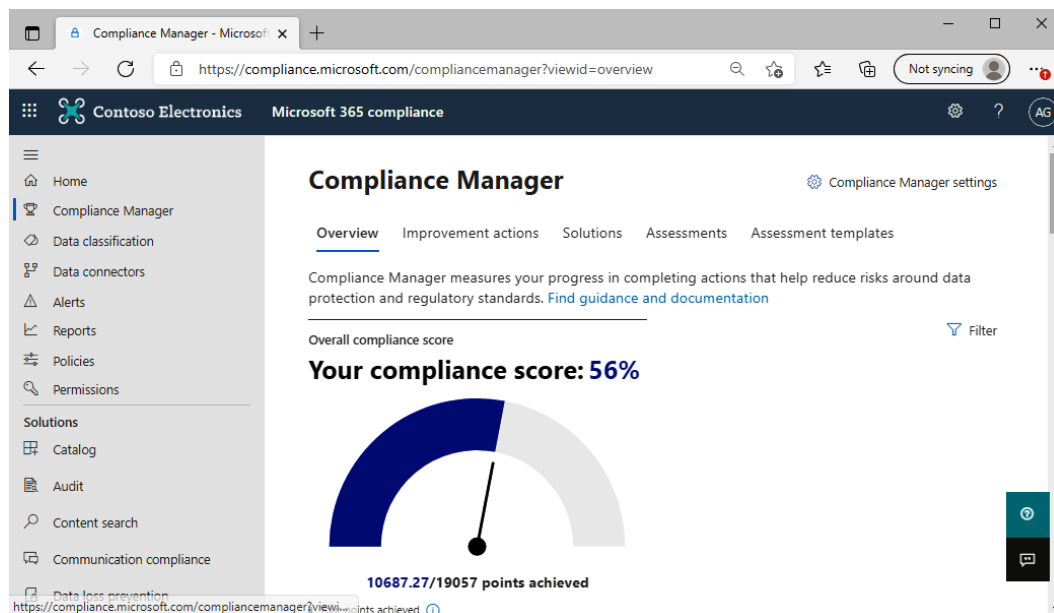 Compliance Manager - Microsof
https://compliance.microsoft.com/compliancemanager?viewid=overview
Not syncing
Contoso Electronics
Microsoft 365 compliance
?
AG
Home
Compliance Manager
Data classification
Data connectors
Alerts
Reports
Policies
Permissions
Solutions
Catalog
Audit
Content search
Communication compliance
Data loss prevention
https://compliance.microsoft.com/compliancemanager?viewi...
Compliance Manager
Compliance Manager settings
Overview Improvement actions Solutions Assessments Assessment templates
Compliance Manager measures your progress in completing actions that help reduce risks around data
protection and regulatory standards. Find guidance and documentation
Filter
Overall compliance score
Your compliance score: 56%
10687.27/19057 points achieved
points achieved